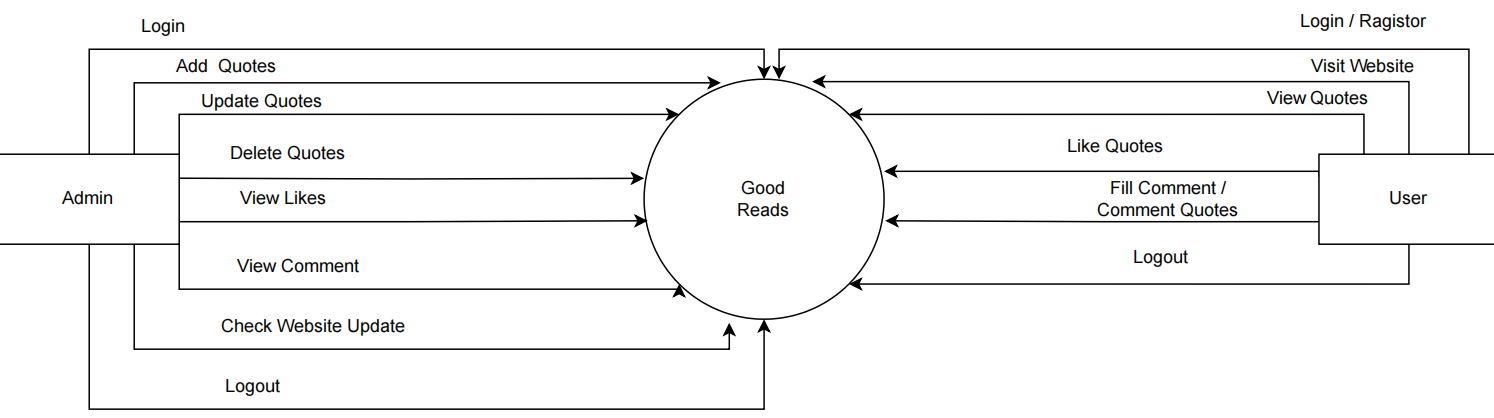 Login
Login / Ragistor
Add Quotes
Visit Website
Update Quotes
View Quotes
Delete Quotes
Like Quotes
Admin
View Likes
Good
Reads
Fill Comment /
Comment Quotes
User
View Comment
Logout
Check Website Update
Logout